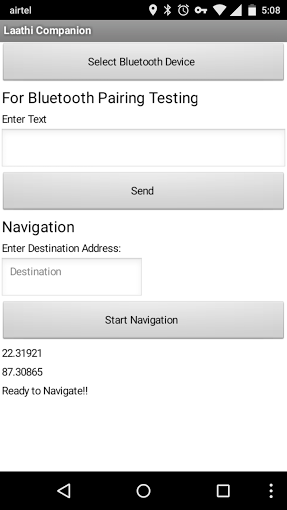 airtel 5:08
Laathi Companion
Select Bluetooth Device
For Bluetooth Pairing Testing
Enter Text
Send
Navigation
Enter Destination Address:
Destination
Start Navigation
22.31921
87.30865
Ready to Navigate!!